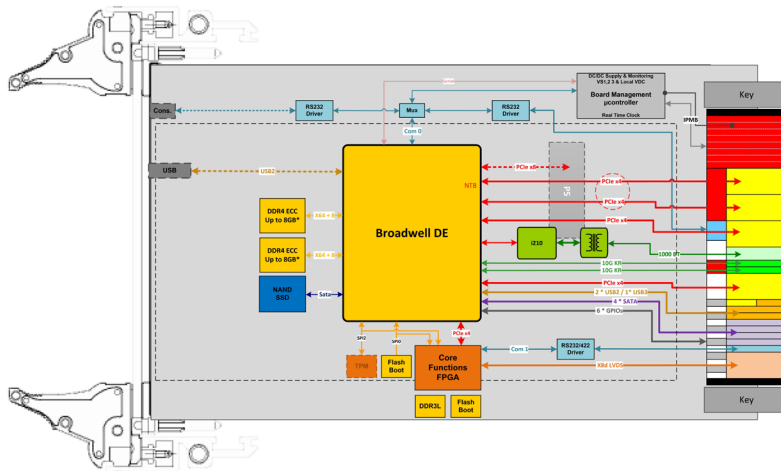 DC/DC Supply & Monitoring
VS1,2 3 & Local VDC
Board Management
µcontroller
Real Time Clock
Key
IPMB
Cons.
RS232
Driver
Mux
RS232
Driver
Com 0
USB
USB2
PCIe x8
P5
NTB
PCIe x4
PCIe x4
PCIe x4
DDR4 ECC
Up to 8GB*
X64 + 8
Broadwell DE
i210
1000 BT
DDR4 ECC
Up to 8GB*
X64 + 8
10G KR
10G KR
NAND
SSD
Sata
PCIe x4
2 * USB2 / 1* USB3
4 * SATA
6 * GPIOs
SPI2
SPI0
PCIe x4
TPM
Flash
Boot
Core
Functions
FPGA
Com 1
RS232/422
Driver
X8d LVDS
DDR3L
Flash
Boot
Key